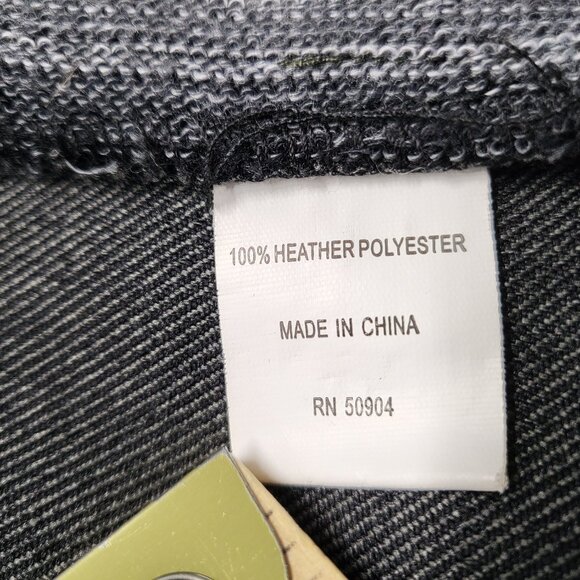 100% HEATHER POLYESTER
MADE IN CHINA
RN 50904